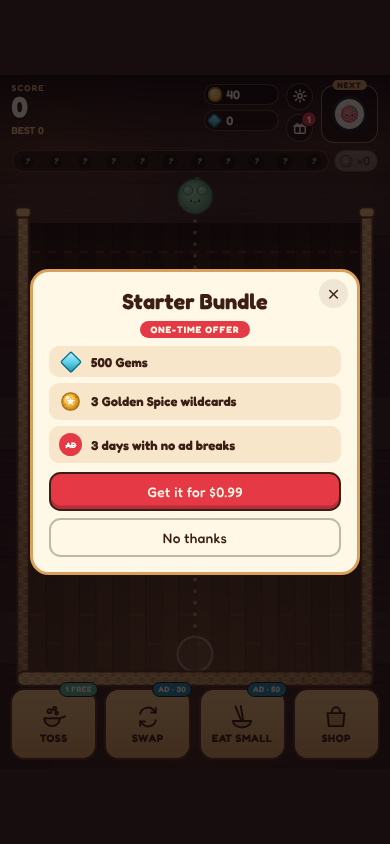 SCORE
0
BEST 0
40
0
1
NEXT
? ? ? ? ? ? ? ? ? ? ?
×0
Starter Bundle
ONE-TIME OFFER
500 Gems
3 Golden Spice wildcards
AD
3 days with no ad breaks
Get it for $0.99
No thanks
1 FREE
AD · 30
AD · 50
TOSS
SWAP
EAT SMALL
SHOP